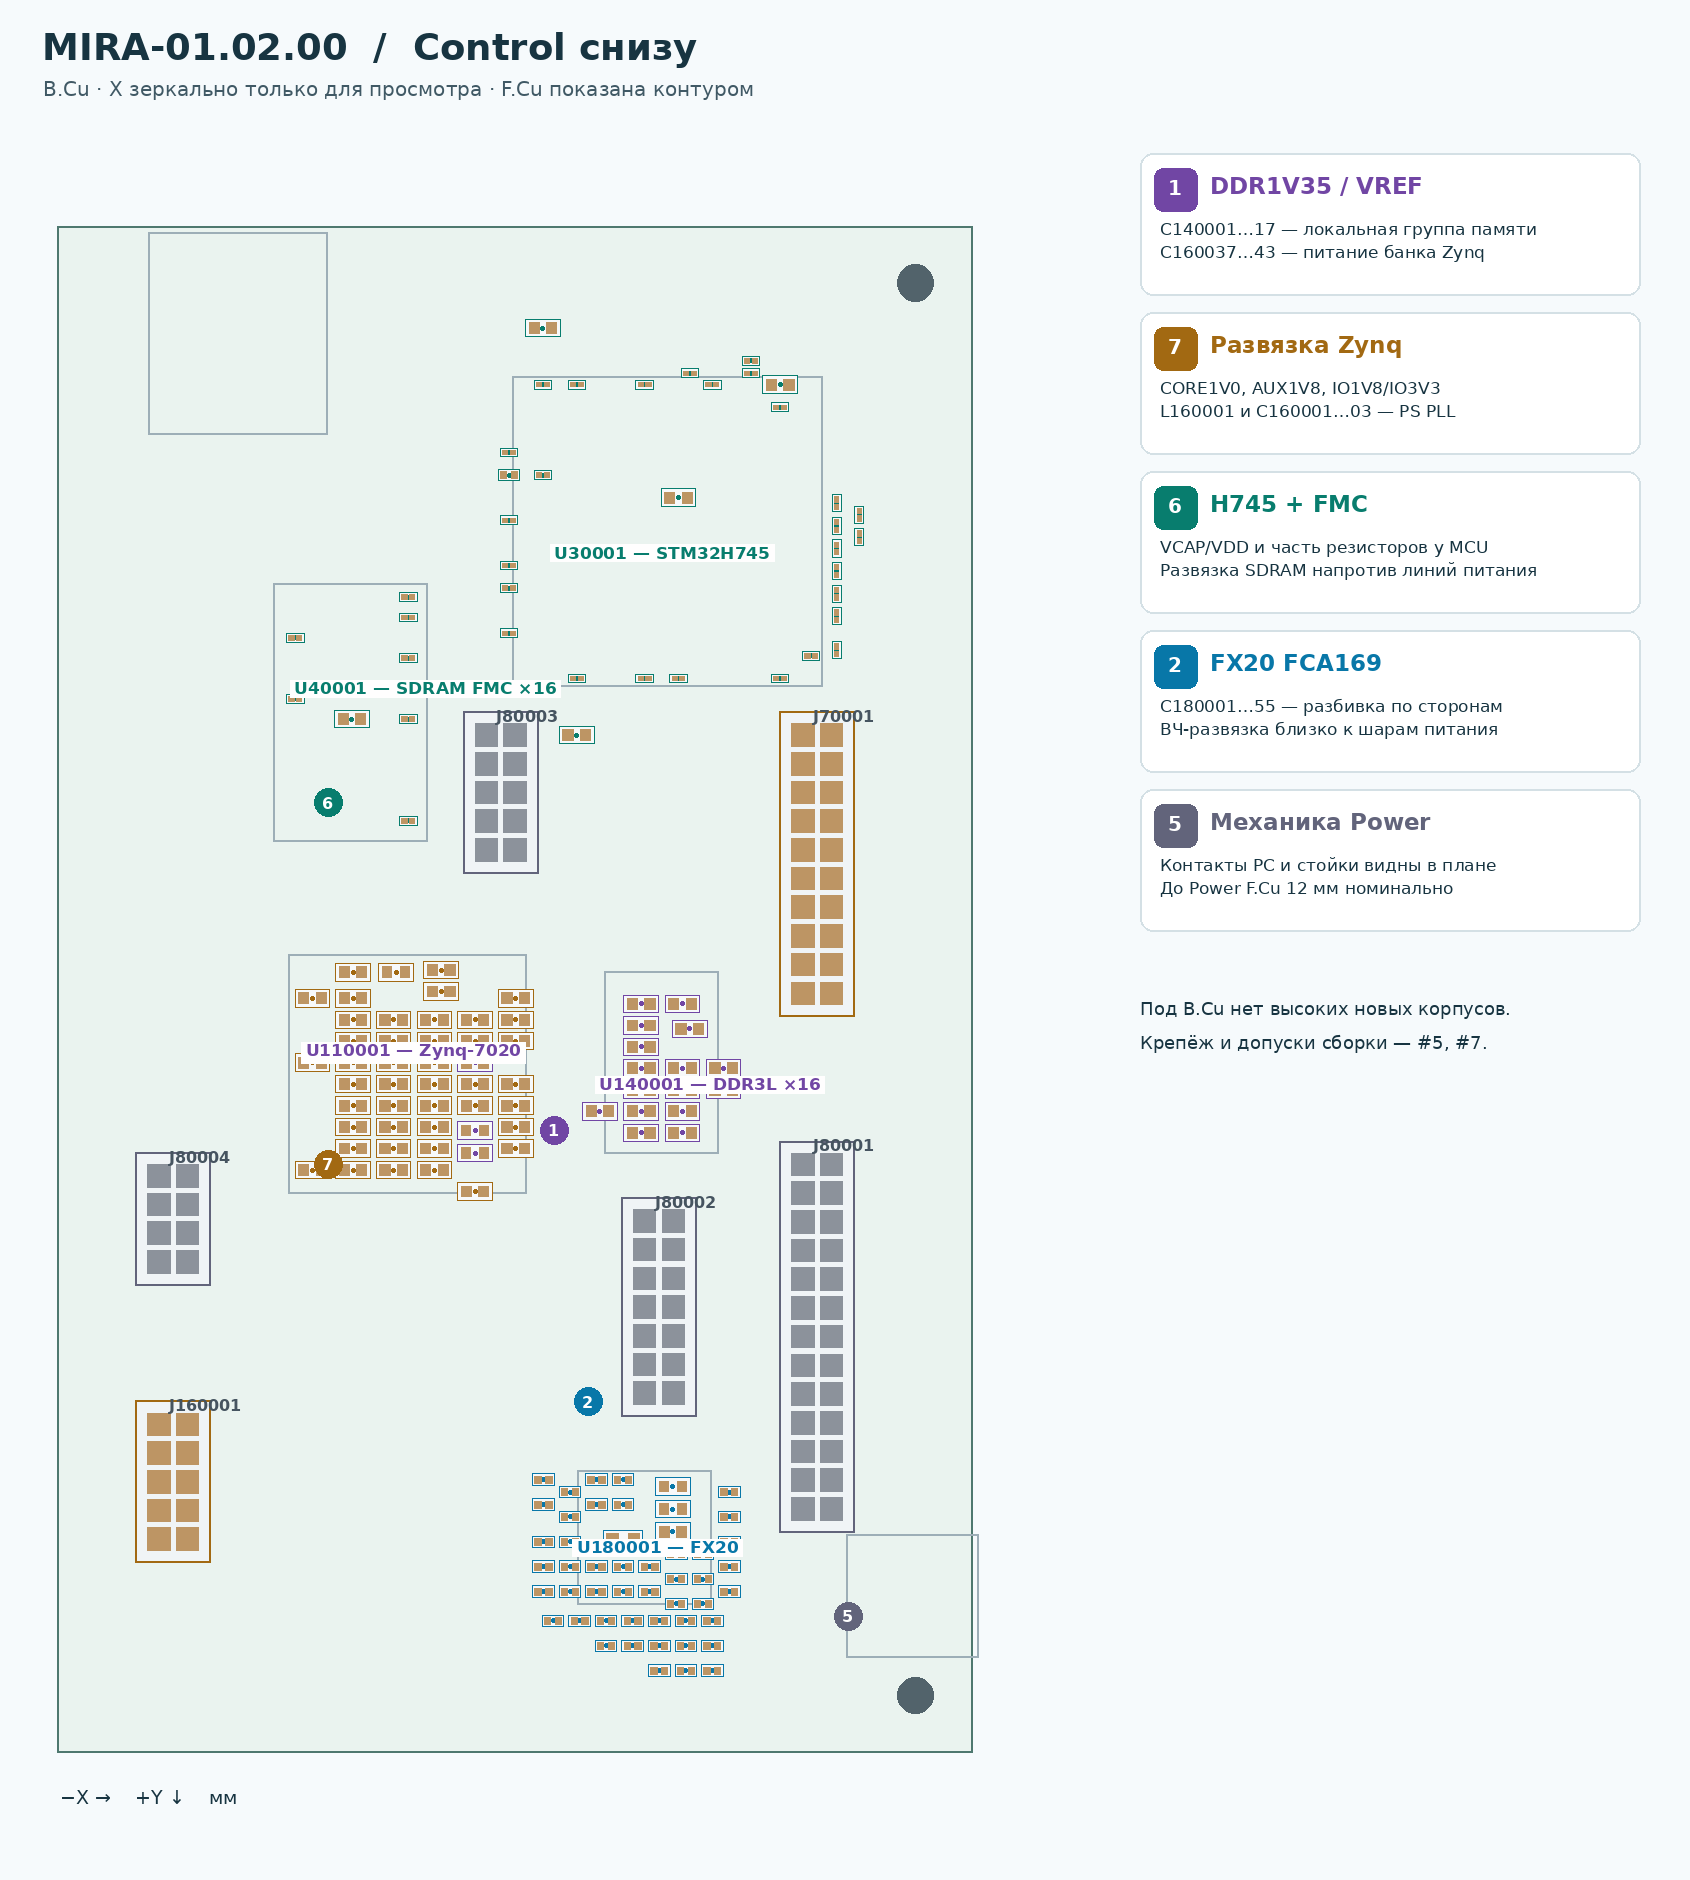 MIRA-01.02.00 / Control снизу
B.Cu · X зеркально только для просмотра · F.Cu показана контуром
1 DDR1V35 / VREF
C140001…17 — локальная группа памяти
C160037…43 — питание банка Zynq
7 Развязка Zynq
CORE1V0, AUX1V8, IO1V8/IO3V3
L160001 и C160001…03 — PS PLL
6 H745 + FMC
VCAP/VDD и часть резисторов у MCU
Развязка SDRAM напротив линий питания
2 FX20 FCA169
C180001…55 — разбивка по сторонам
ВЧ-развязка близко к шарам питания
5 Механика Power
Контакты PC и стойки видны в плане
До Power F.Cu 12 мм номинально
Под B.Cu нет высоких новых корпусов.
Крепёж и допуски сборки — #5, #7.
U30001 — STM32H745
U40001 — SDRAM FMC ×16
J80003
J70001
6
U110001 — Zynq-7020
U140001 — DDR3L ×16
1
J80001
J80004
7
J80002
2
J160001
U180001 — FX20
5
−X → +Y ↓ мм